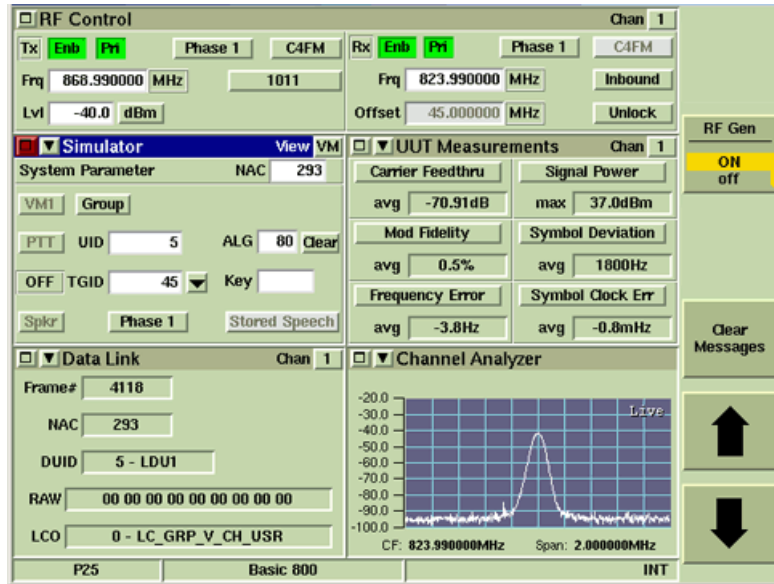 RF Control Chan 1
Tx Enb Pri Phase 1 C4FM Rx Enb Pri Phase 1 C4FM
Frq 868.990000 MHz 1011 Frq 823.990000 MHz Inbound
Lvl -40.0 dBm Offset 45.000000 MHz Unlock
RF Gen
ON
off
Simulator View VM
System Parameter NAC 293
VM1 Group
PTT UID 5 ALG 80 Clear
OFF TGID 45 Key
Spkr Phase 1 Stored Speech
UUT Measurements Chan 1
Carrier Feedthru Signal Power
avg -70.91dB max 37.0dBm
Mod Fidelity Symbol Deviation
avg 0.5% avg 1800Hz
Frequency Error Symbol Clock Err
avg -3.8Hz avg -0.8mHz
Clear
Messages
Data Link Chan 1
Frame# 4118
NAC 293
DUID 5 - LDU1
RAW 00 00 00 00 00 00 00 00 00
LCO 0 - LC_GRP_V_CH_USR
Channel Analyzer
Live
-20.0
-30.0
-40.0
-50.0
-60.0
-70.0
-80.0
-90.0
-100.0
CF: 823.990000MHz Span: 2.000000MHz
P25 Basic 800 INT